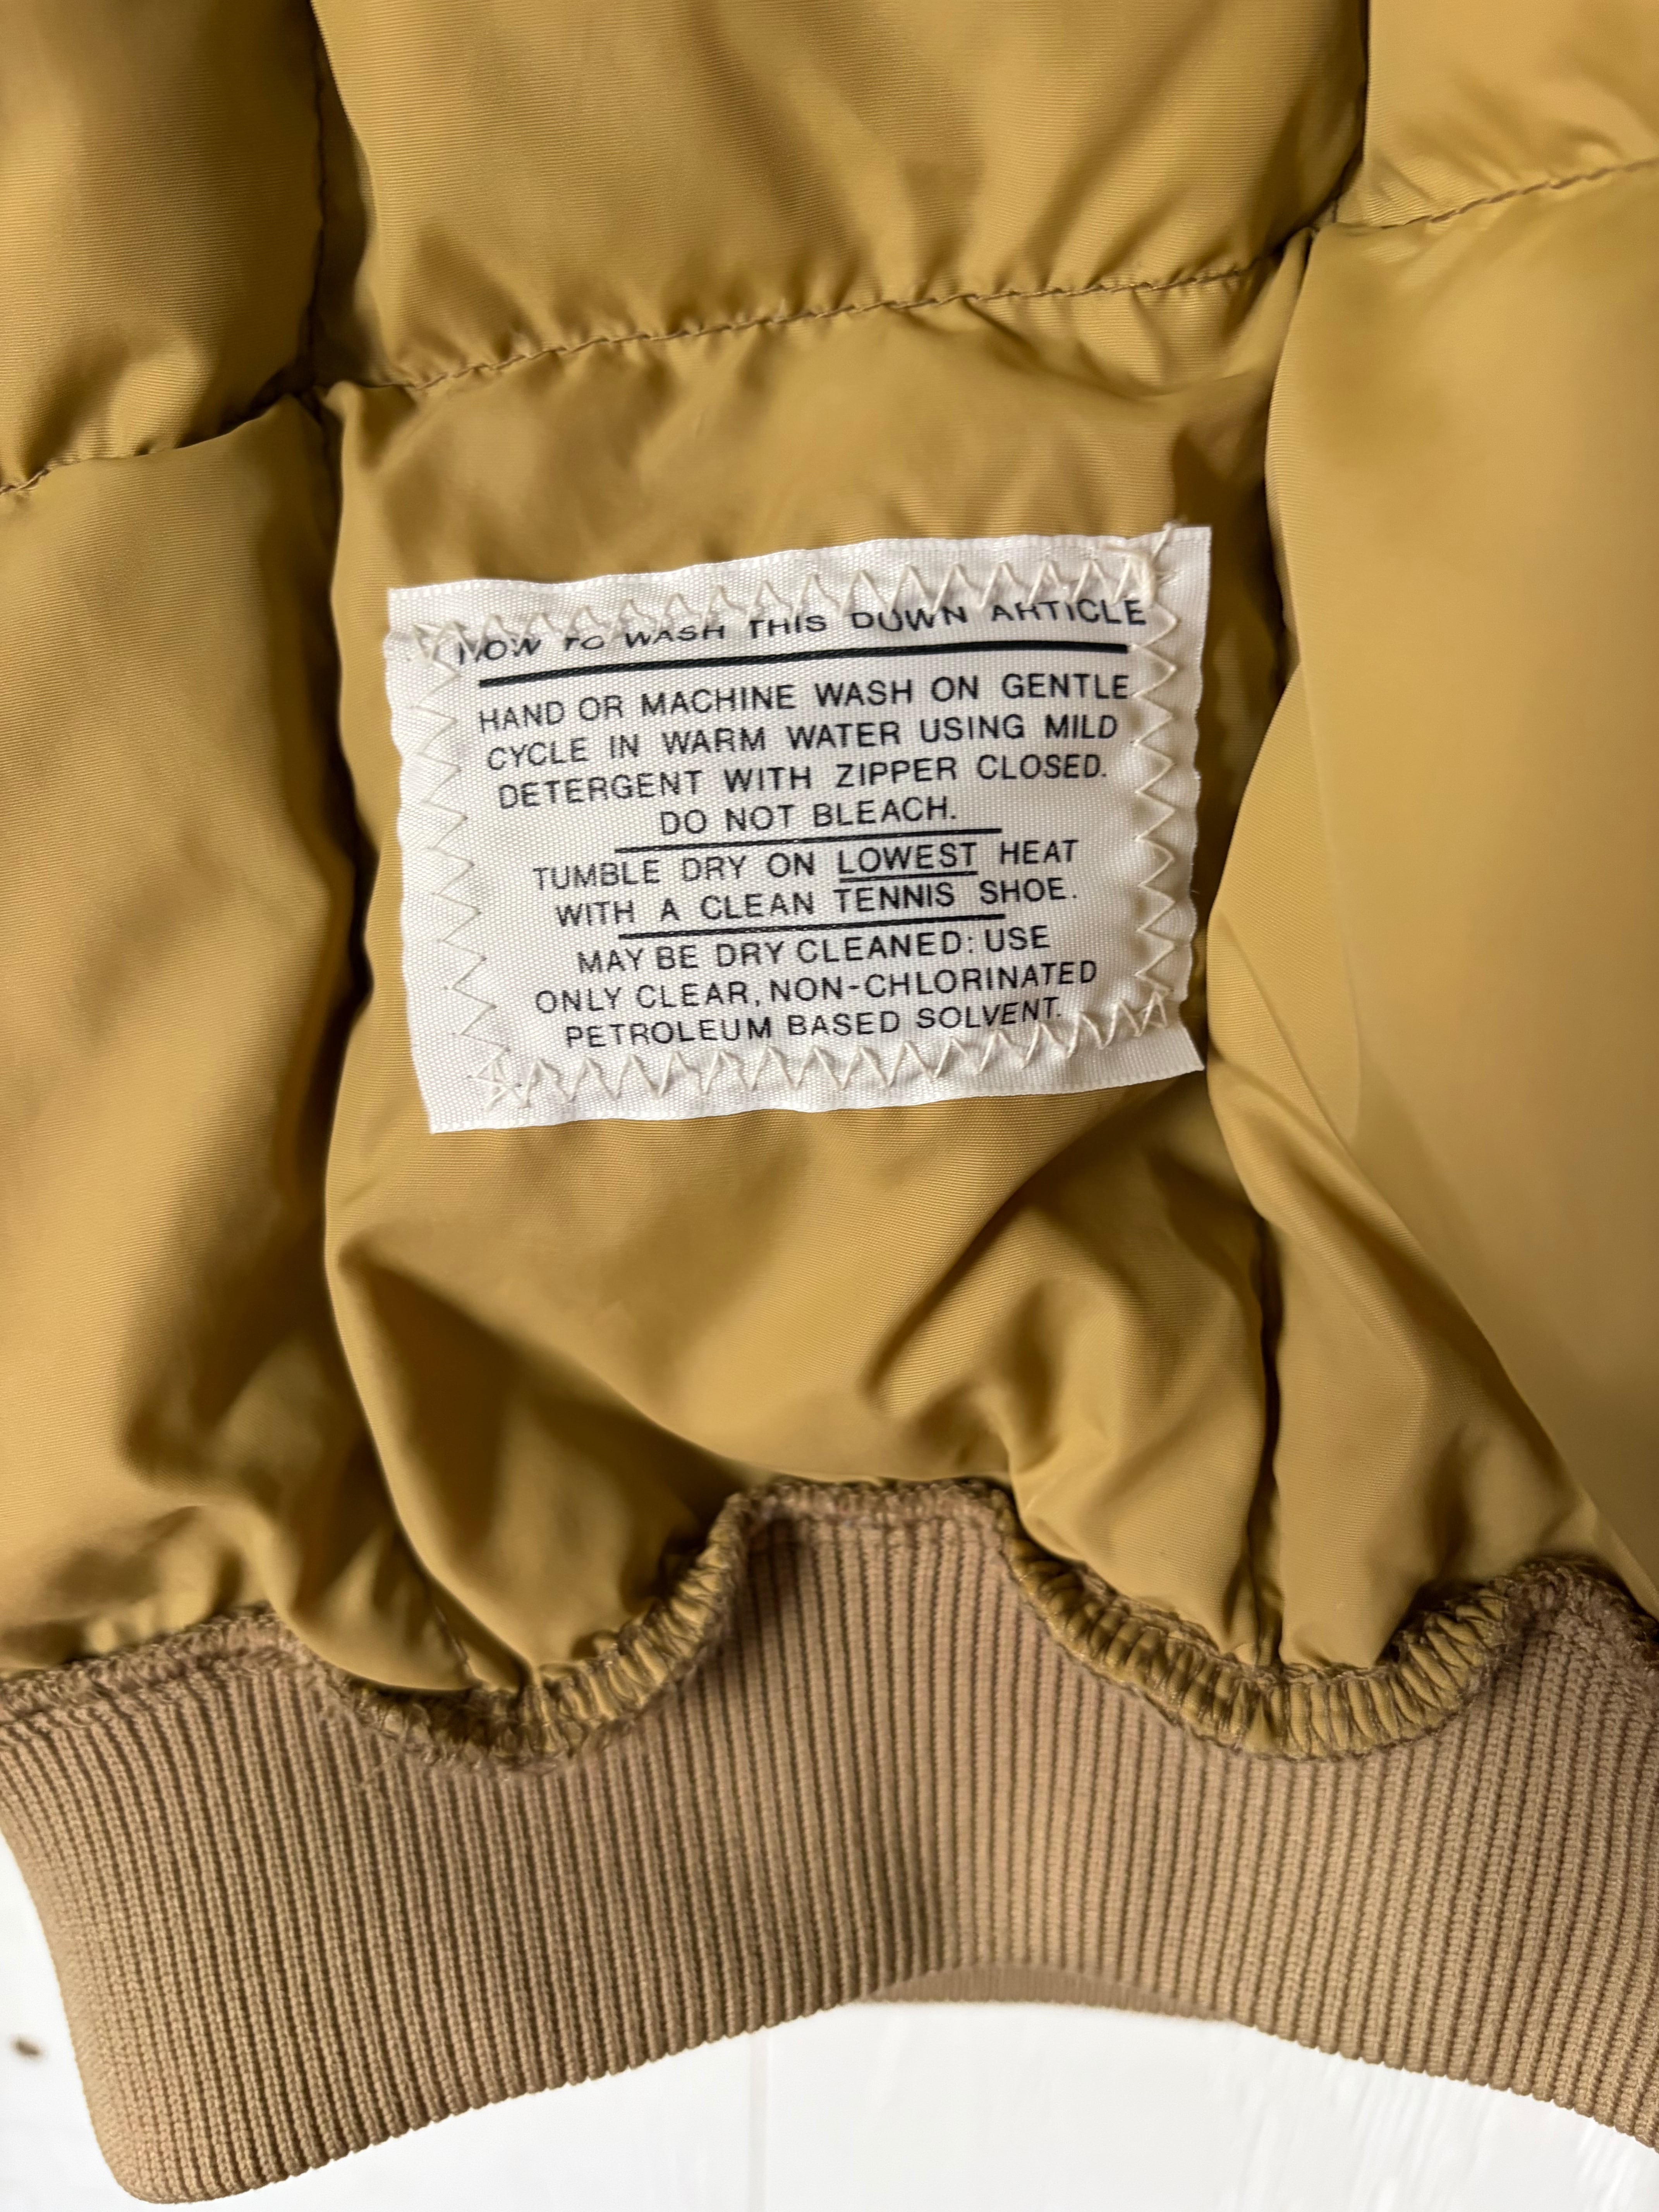 HOW TO WASH THIS DOWN ARTICLE
HAND OR MACHINE WASH ON GENTLE
CYCLE IN WARM WATER USING MILD
DETERGENT WITH ZIPPER CLOSED.
DO NOT BLEACH.
TUMBLE DRY ON LOWEST HEAT
WITH A CLEAN TENNIS SHOE.
MAY BE DRY CLEANED: USE
ONLY CLEAR, NON-CHLORINATED
PETROLEUM BASED SOLVENT.